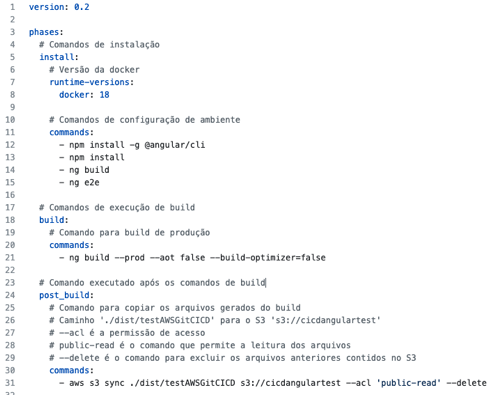 1 version: 0.2
2
3 phases:
4 # Comandos de instalação
5 install:
6 # Versão da docker
7 runtime-versions:
8 docker: 18
9
10 # Comandos de configuração de ambiente
11 commands:
12 - npm install -g @angular/cli
13 - npm install
14 - ng build
15 - ng e2e
16
17 # Comandos de execução de build
18 build:
19 # Comando para build de produção
20 commands:
21 - ng build --prod --aot false --build-optimizer=false
22
23 # Comando executado após os comandos de build
24 post_build:
25 # Comando para copiar os arquivos gerados do build
26 # Caminho './dist/testAWSGitCICD' para o S3 's3://cicdangulartest'
27 # --acl é a permissão de acesso
28 # public-read é o comando que permite a leitura dos arquivos
29 # --delete é o comando para excluir os arquivos anteriores contidos no S3
30 commands:
31 - aws s3 sync ./dist/testAWSGitCICD s3://cicdangulartest --acl 'public-read' --delete